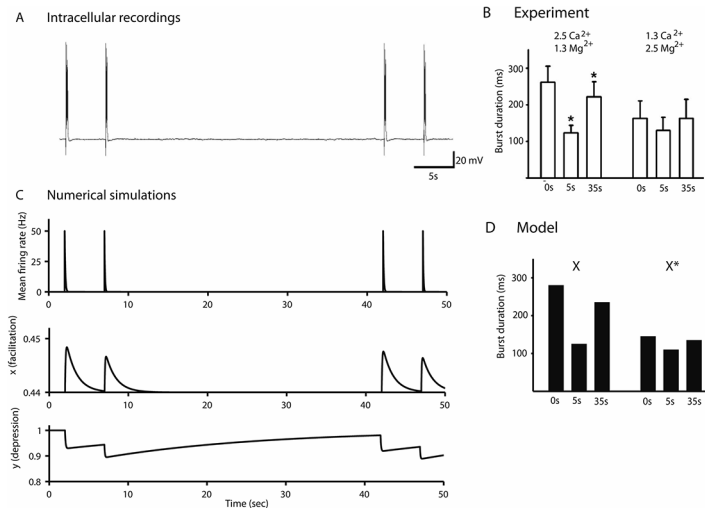 A Intracellular recordings
20 mV
5s
B Experiment
2.5 Ca2+
1.3 Mg2+
1.3 Ca2+
2.5 Mg2+
Burst duration (ms)
300
200
100
*
*
0s 5s 35s 0s 5s 35s
C Numerical simulations
Mean firing rate (Hz)
50
25
0
0 10 20 30 40 50
x (facilitation)
0.45
0.44
0 10 20 30 40 50
y (depression)
1
0.9
0.8
0 10 20 30 40 50
Time (sec)
D Model
X X*
Burst duration (ms)
300
200
100
0s 5s 35s 0s 5s 35s